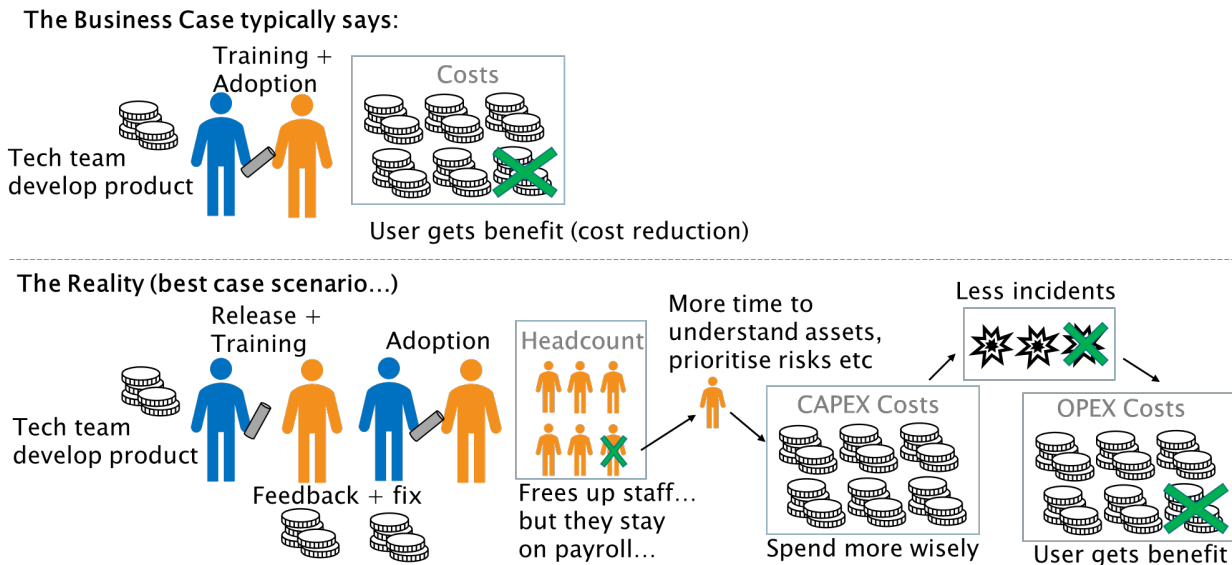 The Business Case typically says:
Training +
Adoption
Costs
Tech team
develop product
User gets benefit (cost reduction)
The Reality (best case scenario...)
Release +
Training
Adoption
Headcount
More time to
understand assets,
prioritise risks etc
Less incidents
CAPEX Costs
OPEX Costs
Tech team
develop product
Feedback + fix
Frees up staff...
but they stay
on payroll...
Spend more wisely
User gets benefit